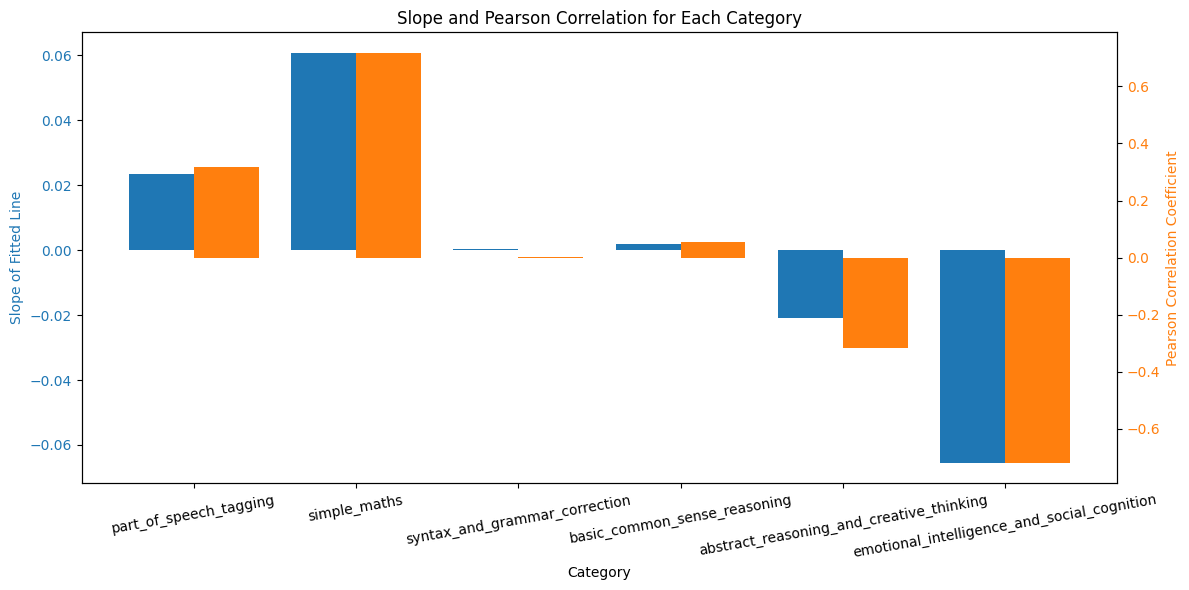 Slope and Pearson Correlation for Each Category
Slope of Fitted Line
0.06
0.04
0.02
0.00
−0.02
−0.04
−0.06
0.6
0.4
0.2
0.0
−0.2
−0.4
−0.6
Pearson Correlation Coefficient
part_of_speech_tagging
simple_maths
syntax_and_grammar_correction
basic_common_sense_reasoning
abstract_reasoning_and_creative_thinking
emotional_intelligence_and_social_cognition
Category